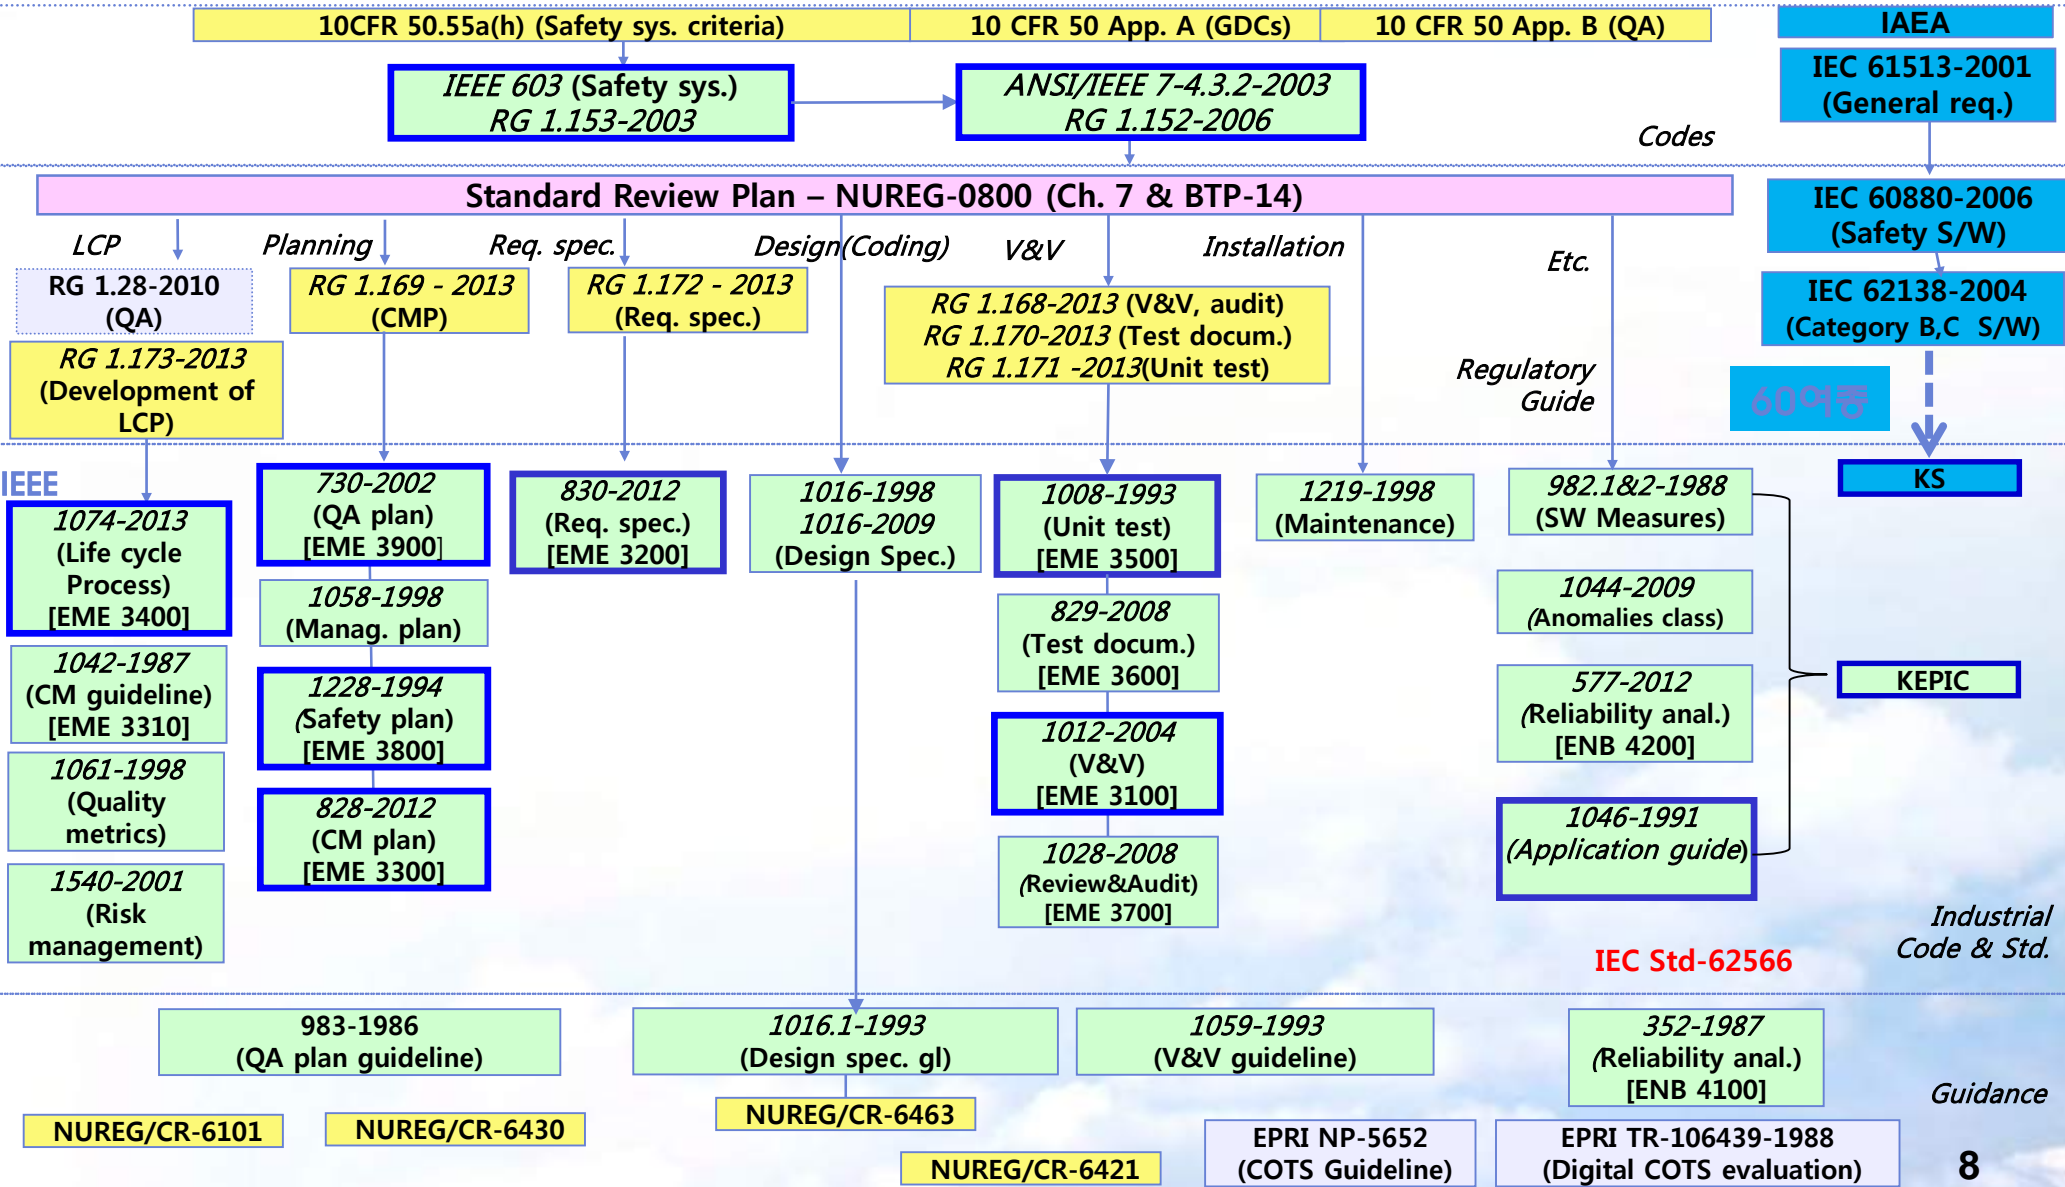 10CFR 50.55a(h) (Safety sys. criteria)
10 CFR 50 App. A (GDCs)
10 CFR 50 App. B (QA)
IAEA
IEEE 603 (Safety sys.)
RG 1.153-2003
ANSI/IEEE 7-4.3.2-2003
RG 1.152-2006
IEC 61513-2001
(General req.)
Codes
Standard Review Plan – NUREG-0800 (Ch. 7 & BTP-14)
IEC 60880-2006
(Safety S/W)
LCP
Planning
Req. spec.
Design(Coding)
V&V
Installation
Etc.
RG 1.28-2010
(QA)
RG 1.169 - 2013
(CMP)
RG 1.172 - 2013
(Req. spec.)
RG 1.168-2013 (V&V, audit)
RG 1.170-2013 (Test docum.)
RG 1.171 -2013(Unit test)
IEC 62138-2004
(Category B,C S/W)
RG 1.173-2013
(Development of
LCP)
Regulatory
Guide
60여종
IEEE
1074-2013
(Life cycle
Process)
[EME 3400]
730-2002
(QA plan)
[EME 3900]
830-2012
(Req. spec.)
[EME 3200]
1016-1998
1016-2009
(Design Spec.)
1008-1993
(Unit test)
[EME 3500]
1219-1998
(Maintenance)
982.1&2-1988
(SW Measures)
KS
1058-1998
(Manag. plan)
829-2008
(Test docum.)
[EME 3600]
1044-2009
(Anomalies class)
1042-1987
(CM guideline)
[EME 3310]
1228-1994
(Safety plan)
[EME 3800]
1012-2004
(V&V)
[EME 3100]
577-2012
(Reliability anal.)
[ENB 4200]
KEPIC
1061-1998
(Quality
metrics)
828-2012
(CM plan)
[EME 3300]
1028-2008
(Review&Audit)
[EME 3700]
1046-1991
(Application guide)
1540-2001
(Risk
management)
Industrial
Code & Std.
IEC Std-62566
983-1986
(QA plan guideline)
1016.1-1993
(Design spec. gl)
1059-1993
(V&V guideline)
352-1987
(Reliability anal.)
[ENB 4100]
Guidance
NUREG/CR-6101
NUREG/CR-6430
NUREG/CR-6463
NUREG/CR-6421
EPRI NP-5652
(COTS Guideline)
EPRI TR-106439-1988
(Digital COTS evaluation)
8